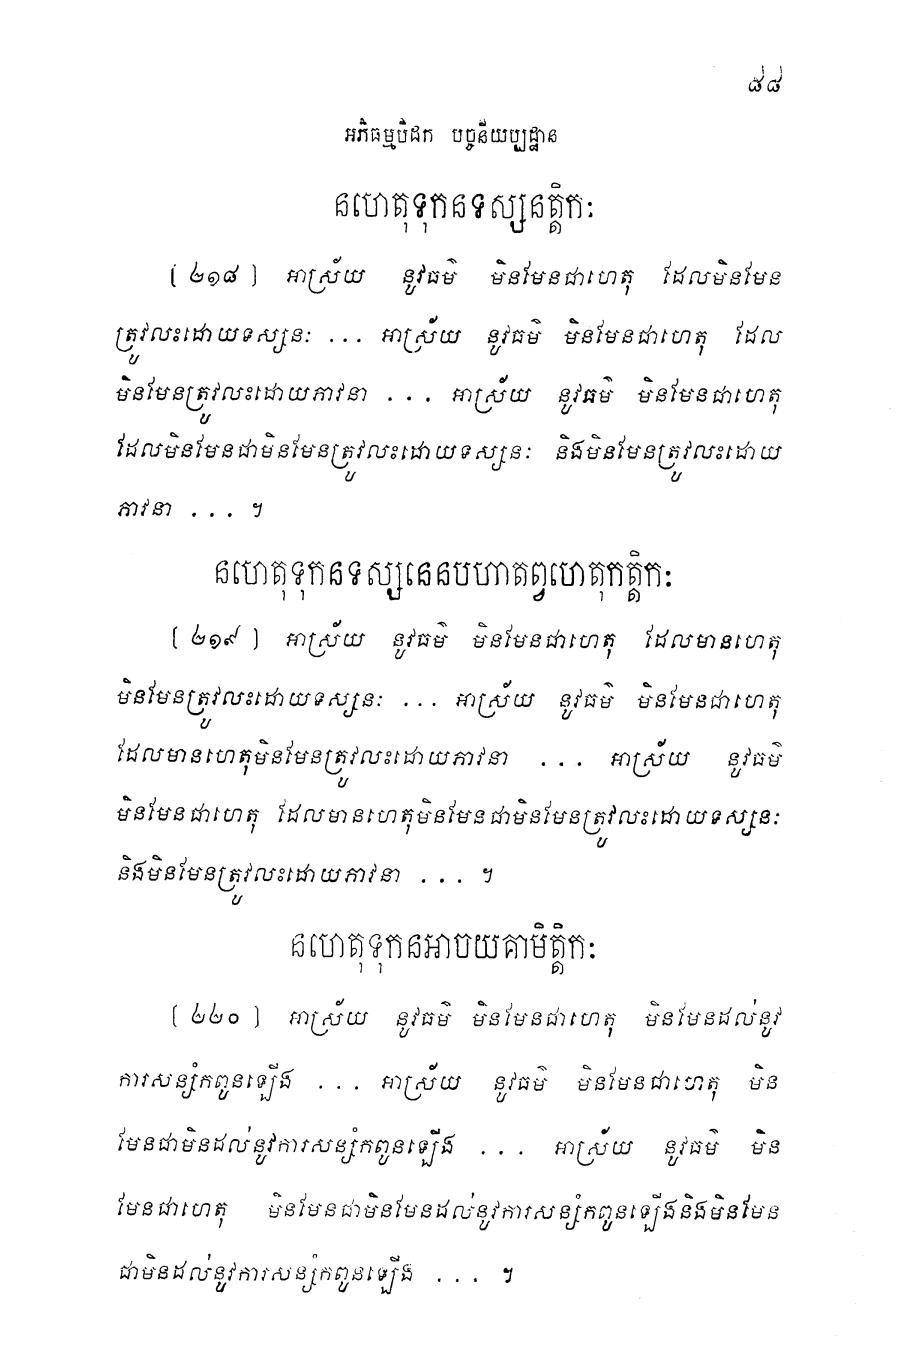 ៥៨
អភិធម្មបិដក បច្ចនីយប្បដ្ឋាន
នហេតុទុកនទស្សនត្តិកៈ
[ ២១៨ ] អាស្រ័យ នូវធម៌ មិនមែនជាហេតុ ដែលមិនមែន
ត្រូវលះដោយទស្សនៈ ... អាស្រ័យ នូវធម៌ មិនមែនជាហេតុ ដែល
មិនមែនត្រូវលះដោយភាវនា ... អាស្រ័យ នូវធម៌ មិនមែនជាហេតុ
ដែលមិនមែនជាមិនមែនត្រូវលះដោយទស្សនៈ និងមិនមែនត្រូវលះដោយ
ភាវនា ... ។
នហេតុទុកនទស្សនេនបហាតព្វហេតុកត្តិកៈ
[ ២១៩ ] អាស្រ័យ នូវធម៌ មិនមែនជាហេតុ ដែលមានហេតុ
មិនមែនត្រូវលះដោយទស្សនៈ ... អាស្រ័យ នូវធម៌ មិនមែនជាហេតុ
ដែលមានហេតុមិនមែនត្រូវលះដោយភាវនា ... អាស្រ័យ នូវធម៌
មិនមែនជាហេតុ ដែលមានហេតុមិនមែនជាមិនមែនត្រូវលះដោយទស្សនៈ
និងមិនមែនត្រូវលះដោយភាវនា ... ។
នហេតុទុកនអាចយគាមិត្តិកៈ
[ ២២០ ] អាស្រ័យ នូវធម៌ មិនមែនជាហេតុ មិនមែនដល់នូវ
ការសន្សំកពូនឡើង ... អាស្រ័យ នូវធម៌ មិនមែនជាហេតុ មិន
មែនជាមិនដល់នូវការសន្សំកពូនឡើង ... អាស្រ័យ នូវធម៌ មិន
មែនជាហេតុ មិនមែនជាមិនមែនដល់នូវការសន្សំកពូនឡើងនិងមិនមែន
ជាមិនដល់នូវការសន្សំកពូនឡើង ... ។